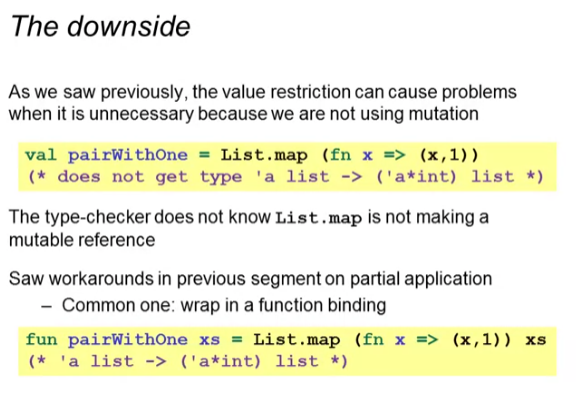 The downside
As we saw previously, the value restriction can cause problems
when it is unnecessary because we are not using mutation
val pairWithOne = List.map (fn x => (x,1))
(* does not get type 'a list -> ('a*int) list *)
The type-checker does not know List.map is not making a
mutable reference
Saw workarounds in previous segment on partial application
– Common one: wrap in a function binding
fun pairWithOne xs = List.map (fn x => (x,1)) xs
(* 'a list -> ('a*int) list *)